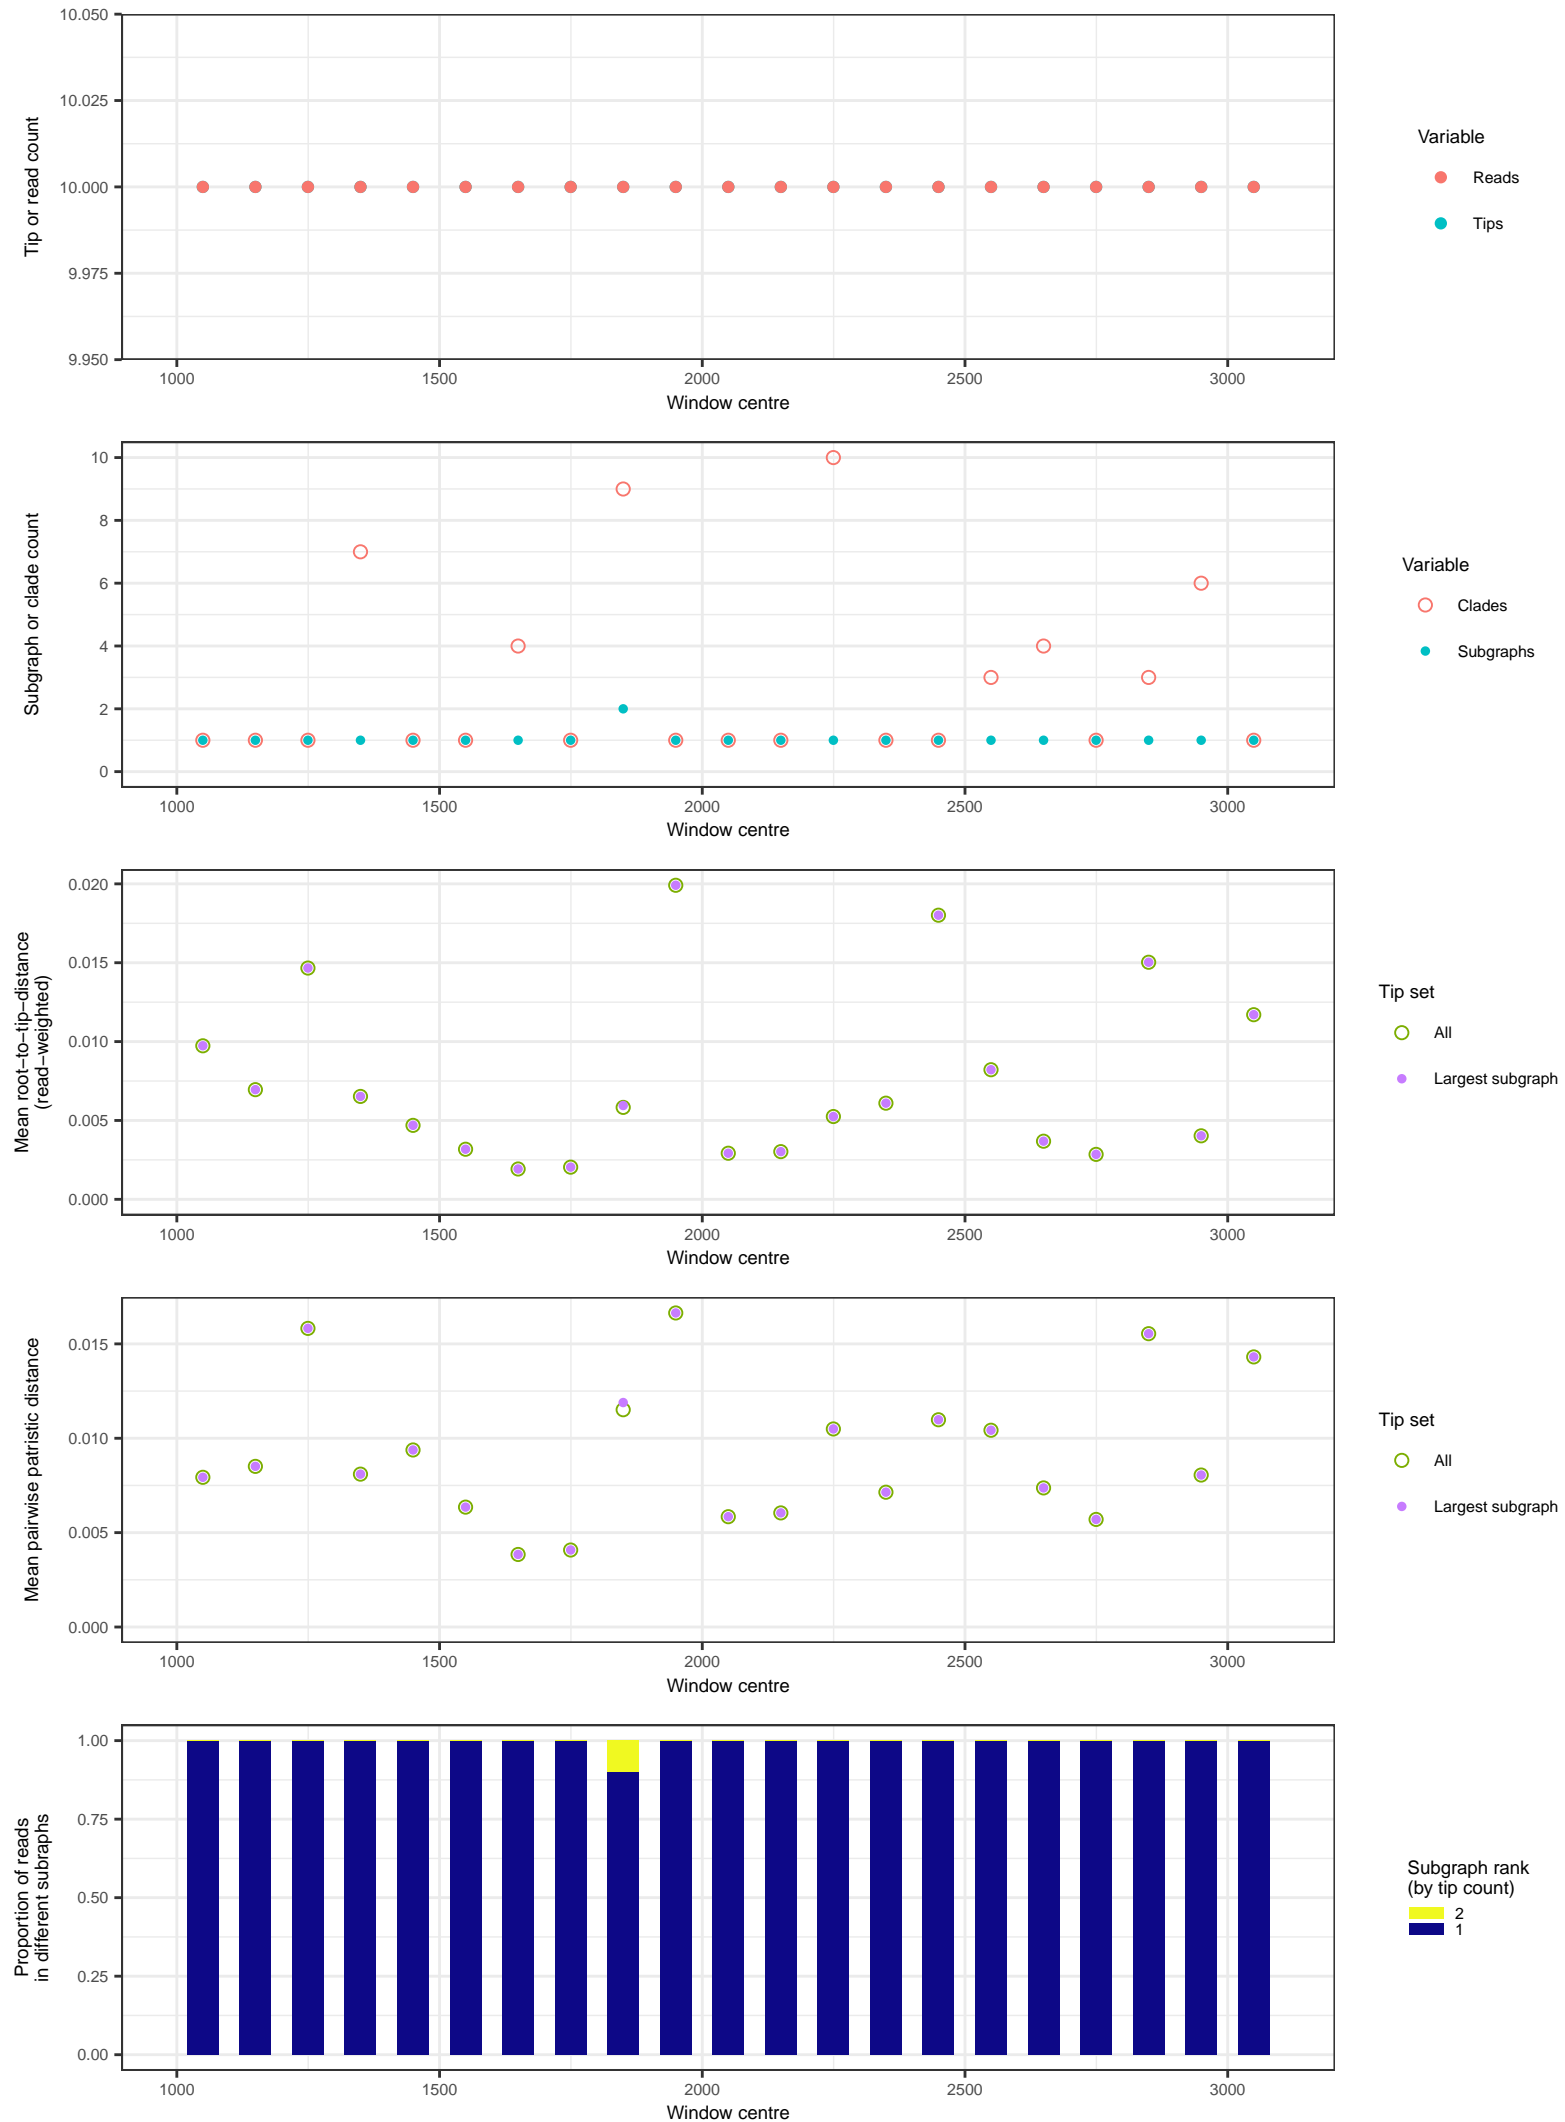 10.050
10.025
10.000
9.975
9.950
Tip or read count
1000 1500 2000 2500 3000
Window centre
Variable
Reads
Tips
10
8
6
4
2
0
Subgraph or clade count
1000 1500 2000 2500 3000
Window centre
Variable
Clades
Subgraphs
0.020
0.015
0.010
0.005
0.000
Mean root−to−tip−distance
(read−weighted)
1000 1500 2000 2500 3000
Window centre
Tip set
All
Largest subgraph
0.015
0.010
0.005
0.000
Mean pairwise patristic distance
1000 1500 2000 2500 3000
Window centre
Tip set
All
Largest subgraph
1.00
0.75
0.50
0.25
0.00
Proportion of reads
in different subraphs
1000 1500 2000 2500 3000
Window centre
Subgraph rank
(by tip count)
2
1